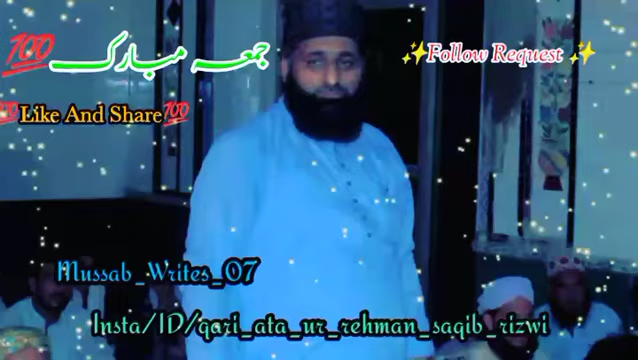 💯جمعہ مبارک
✨Follow Request ✨
💯Like And Share💯
Mussab_Writes_07
Insta/ID/qari_ata_ur_rehman_saqib_rizwi